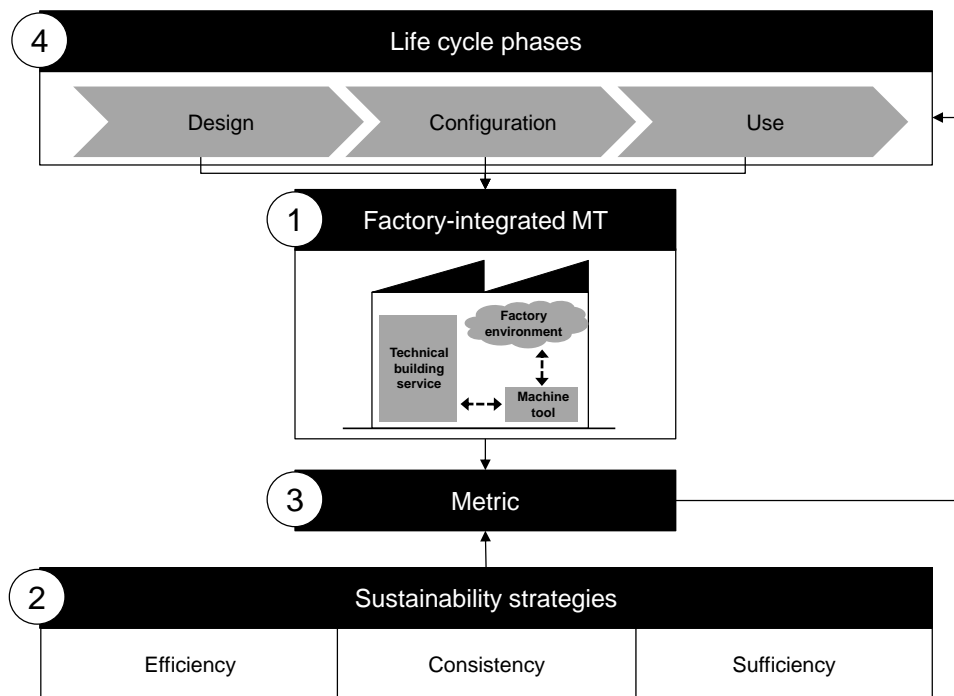 4
Life cycle phases
Design
Configuration
Use
1
Factory-integrated MT
Factory
environment
Technical
building
service
Machine
tool
3
Metric
2
Sustainability strategies
Efficiency
Consistency
Sufficiency